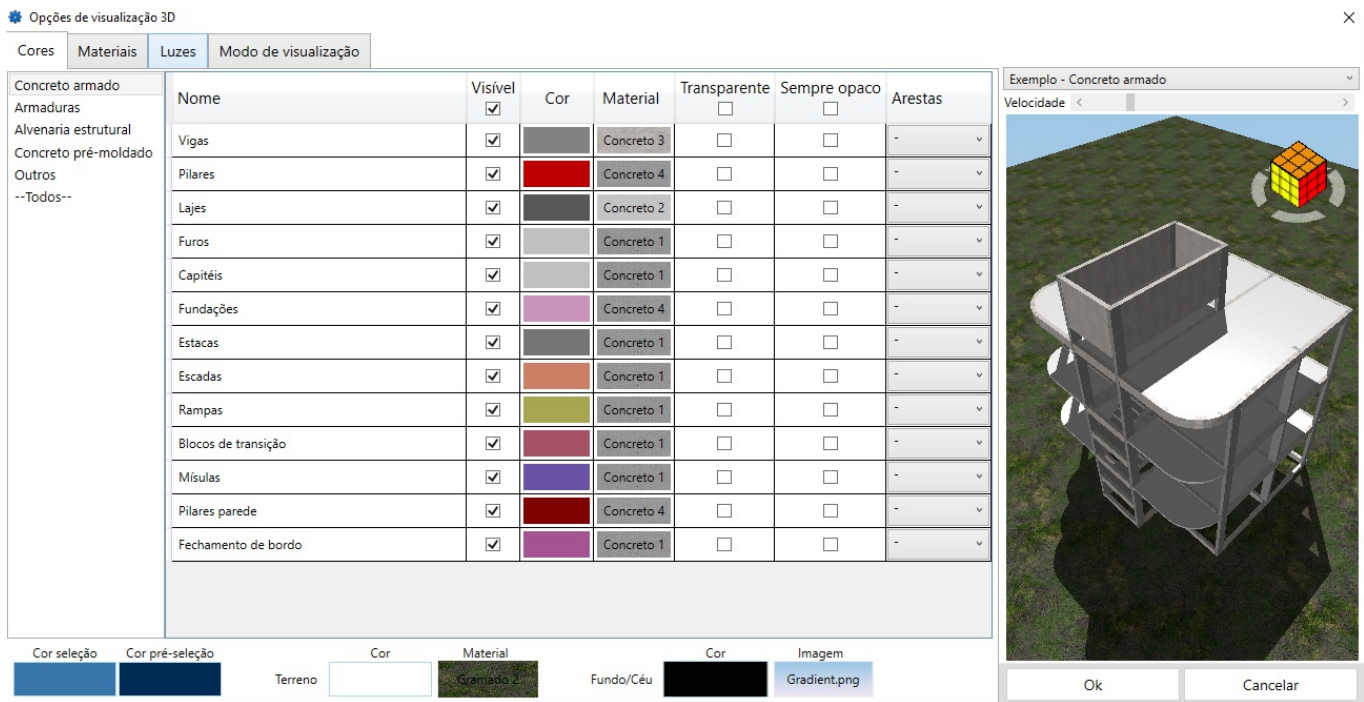 Opções de visualização 3D
Cores Materiais Luzes Modo de visualização
Concreto armado
Armaduras
Alvenaria estrutural
Concreto pré-moldado
Outros
--Todos--
Nome Visível Cor Material Transparente Sempre opaco Arestas
Vigas Concreto 3 -
Pilares Concreto 4 -
Lajes Concreto 2 -
Furos Concreto 1 -
Capitéis Concreto 1 -
Fundações Concreto 4 -
Estacas Concreto 1 -
Escadas Concreto 1 -
Rampas Concreto 1 -
Blocos de transição Concreto 1 -
Mísulas Concreto 1 -
Pilares parede Concreto 4 -
Fechamento de bordo Concreto 1 -
Exemplo - Concreto armado
Velocidade
Cor seleção Cor pré-seleção Cor Material Cor Imagem
Terreno Gramado 2 Fundo/Céu Gradient.png
Ok Cancelar